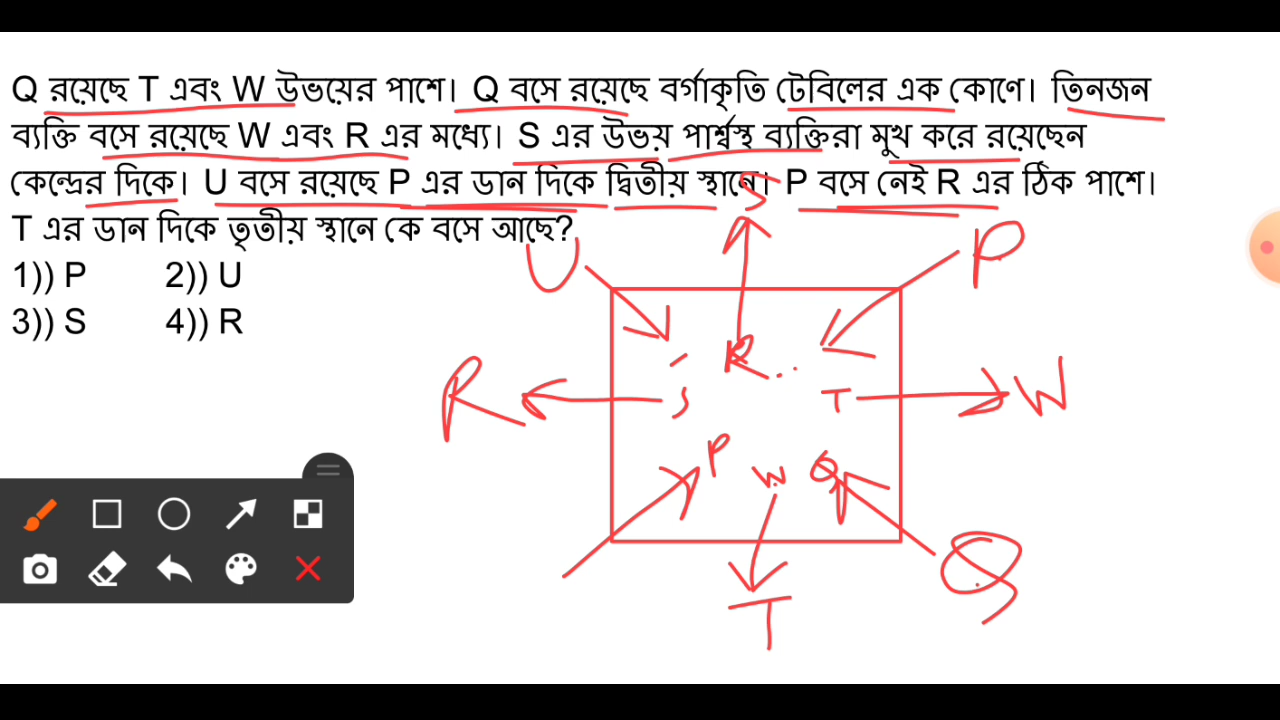 Q রয়েছে T এবং W উভয়ের পাশে। Q বসে রয়েছে বর্গাকৃতি টেবিলের এক কোণে। তিনজন
ব্যক্তি বসে রয়েছে W এবং R এর মধ্যে। S এর উভয় পার্শ্বস্থ ব্যক্তিরা মুখ করে রয়েছেন
কেন্দ্রের দিকে। U বসে রয়েছে P এর ডান দিকে দ্বিতীয় স্থানে। P বসে নেই R এর ঠিক পাশে।
T এর ডান দিকে তৃতীয় স্থানে কে বসে আছে?
1)) P 2)) U
3)) S 4)) R
S
U P
R
R S T W
P W Q
Q
T